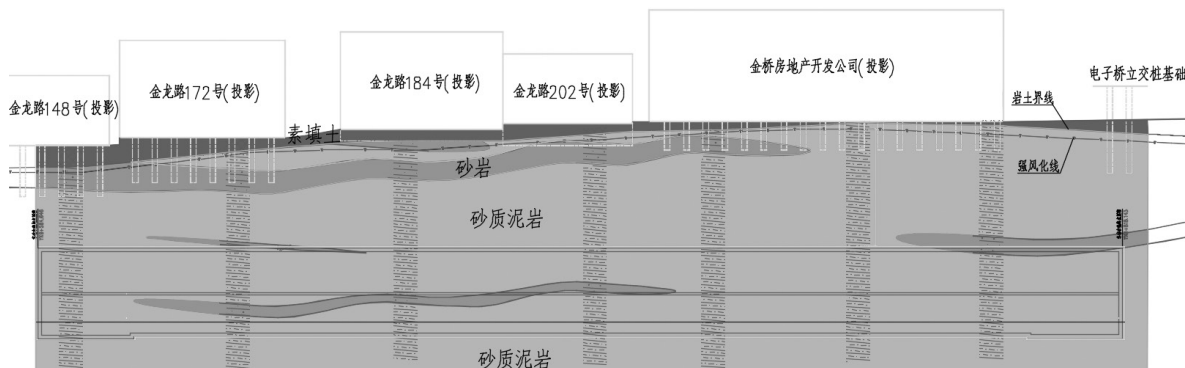 金龙路148号(投影)
金龙路172号(投影)
金龙路184号(投影)
金龙路202号(投影)
金桥房地产开发公司(投影)
电子桥立交桩基础
岩土界线
强风化线
素填土
砂岩
砂质泥岩
砂质泥岩